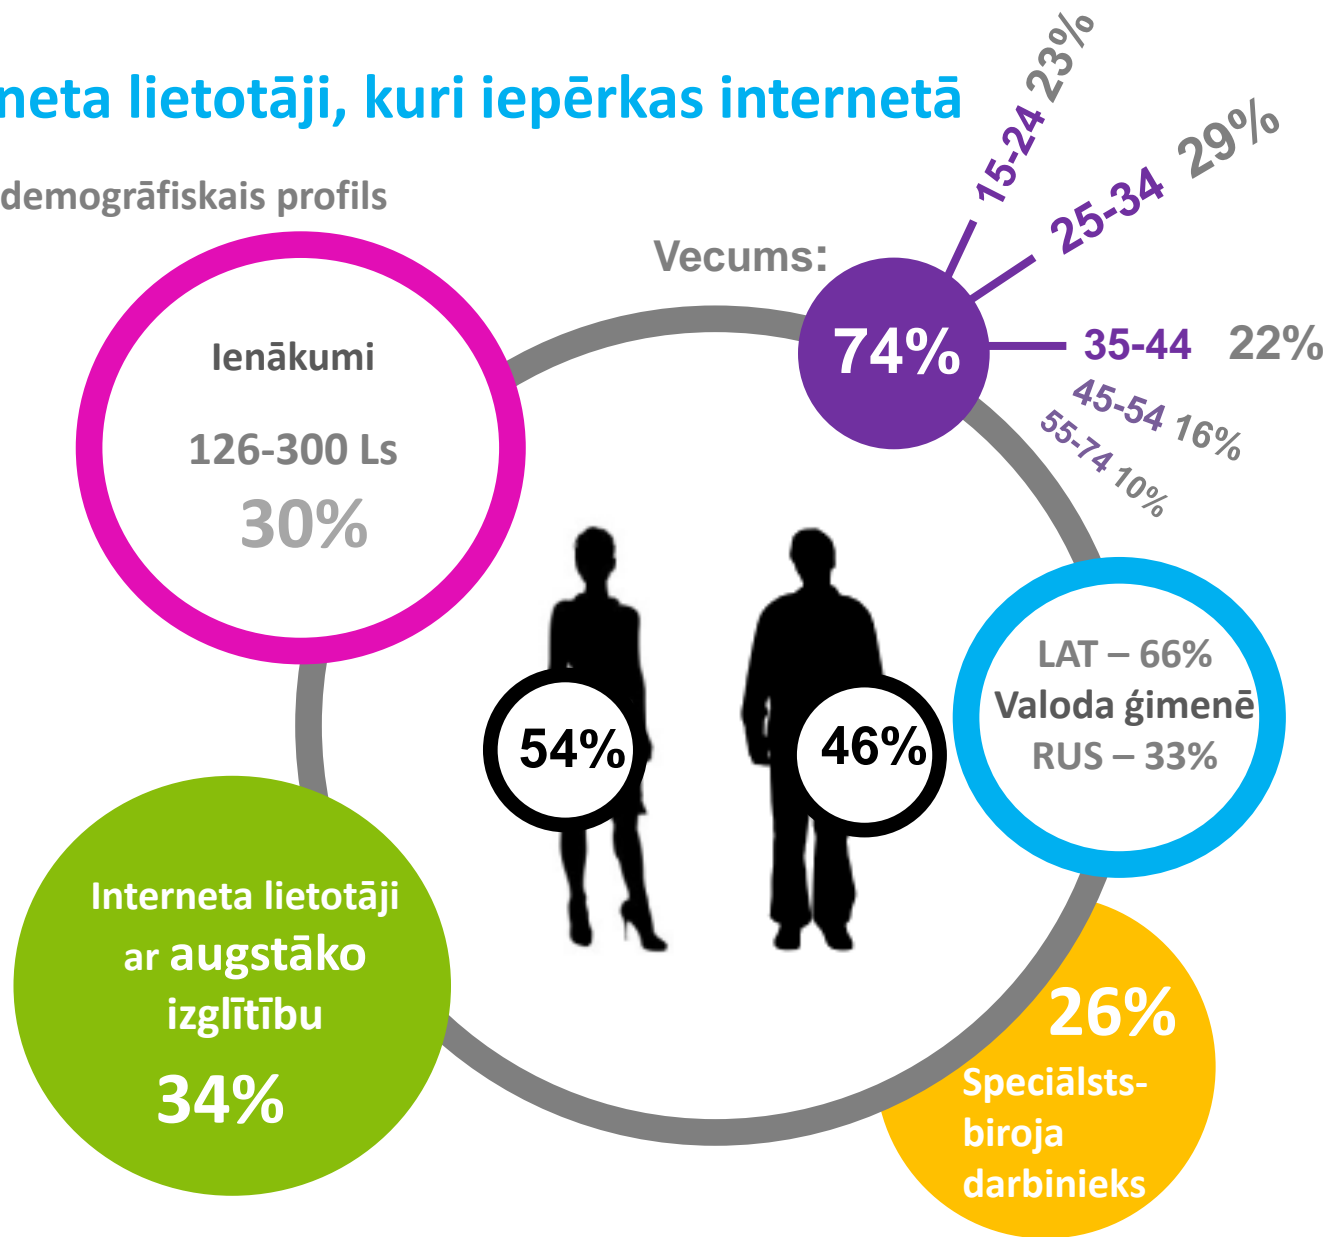 neta lietotāji, kuri iepērkas internetā
demogrāfiskais profils
Vecums:
74%
15-24 23%
25-34 29%
35-44 22%
45-54 16%
55-74 10%
Ienākumi
126-300 Ls
30%
54%
46%
LAT – 66%
Valoda ģimenē
RUS – 33%
Interneta lietotāji
ar augstāko
izglītību
34%
26%
Speciālsts-
biroja
darbinieks